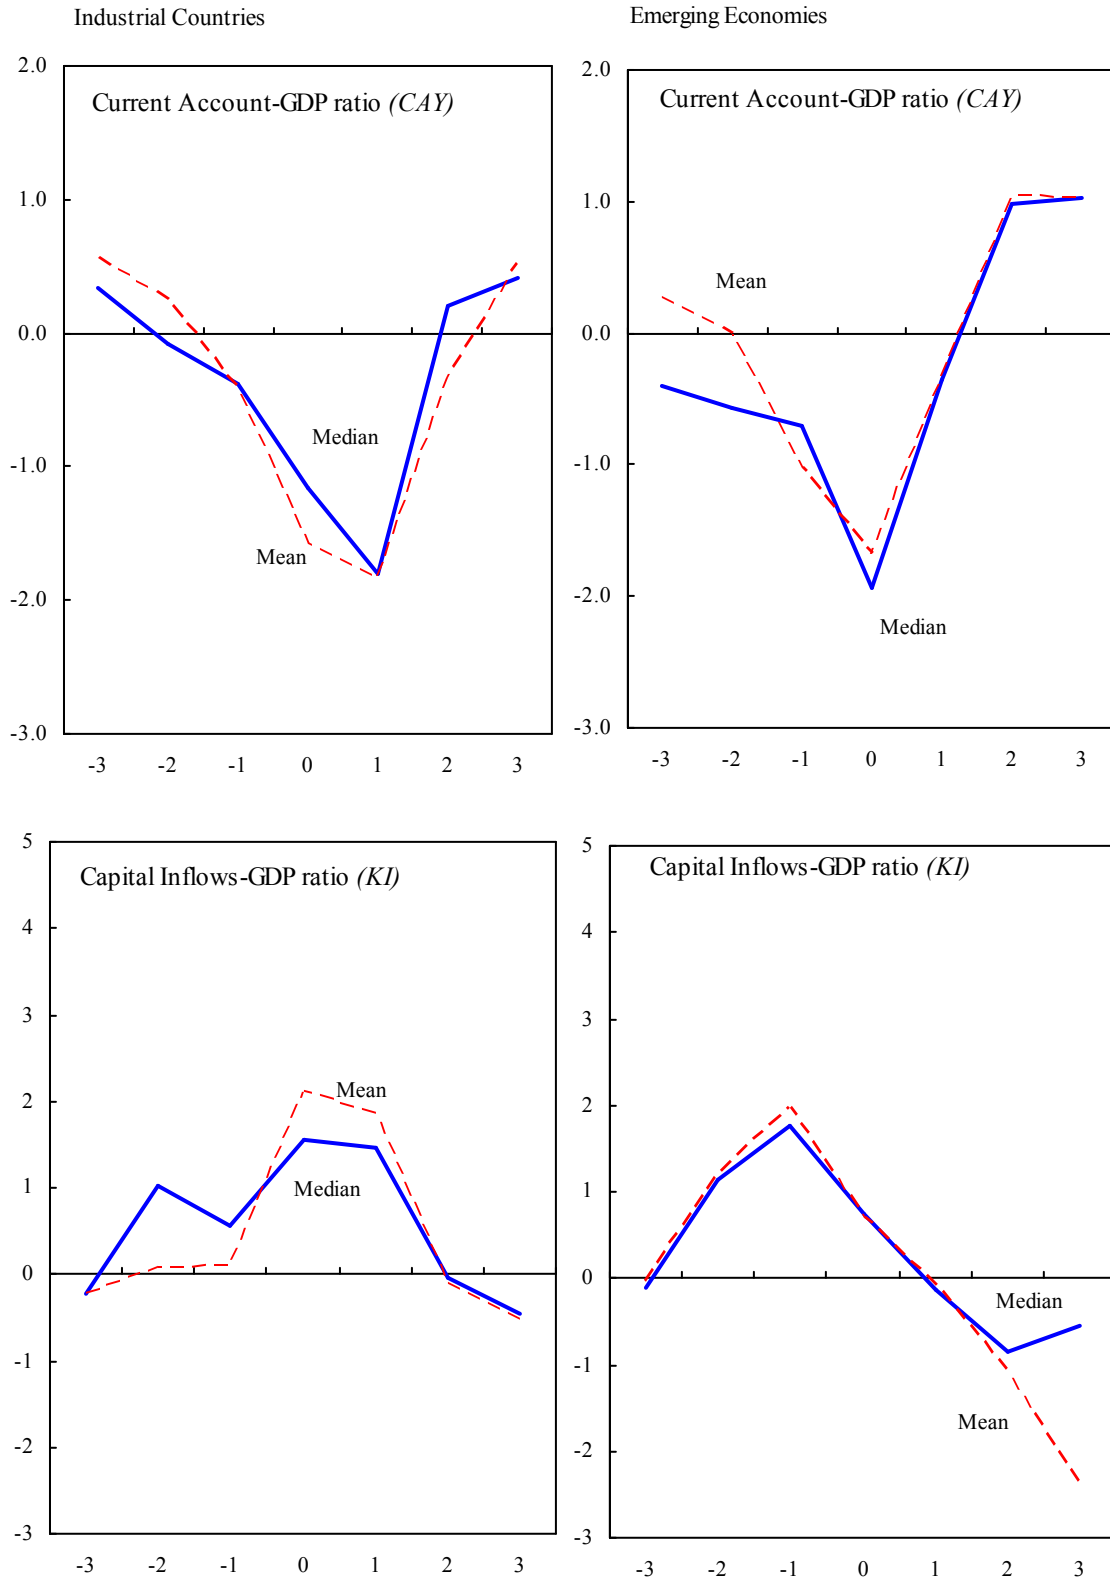 Industrial Countries
Emerging Economies
Current Account-GDP ratio (CAY)
2.0
1.0
0.0
-1.0
-2.0
-3.0
Median
Mean
-3 -2 -1 0 1 2 3
Current Account-GDP ratio (CAY)
2.0
1.0
0.0
-1.0
-2.0
-3.0
Mean
Median
-3 -2 -1 0 1 2 3
Capital Inflows-GDP ratio (KI)
5
4
3
2
1
0
-1
-2
-3
Mean
Median
-3 -2 -1 0 1 2 3
Capital Inflows-GDP ratio (KI)
5
4
3
2
1
0
-1
-2
-3
Median
Mean
-3 -2 -1 0 1 2 3